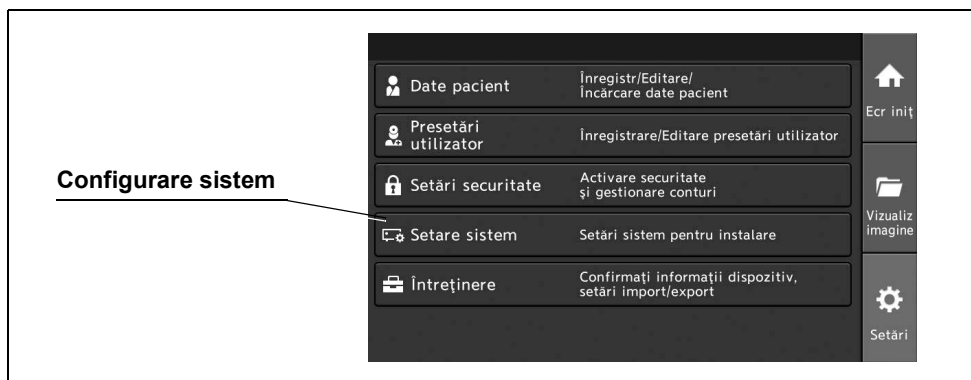 Configurare sistem
Date pacient
Înregistr/Editare/
Încărcare date pacient
Presetări
utilizator
Înregistrare/Editare presetări utilizator
Setări securitate
Activare securitate
și gestionare conturi
Setare sistem
Setări sistem pentru instalare
Întreținere
Confirmați informații dispozitiv,
setări import/export
Ecr iniț
Vizualiz
imagine
Setări